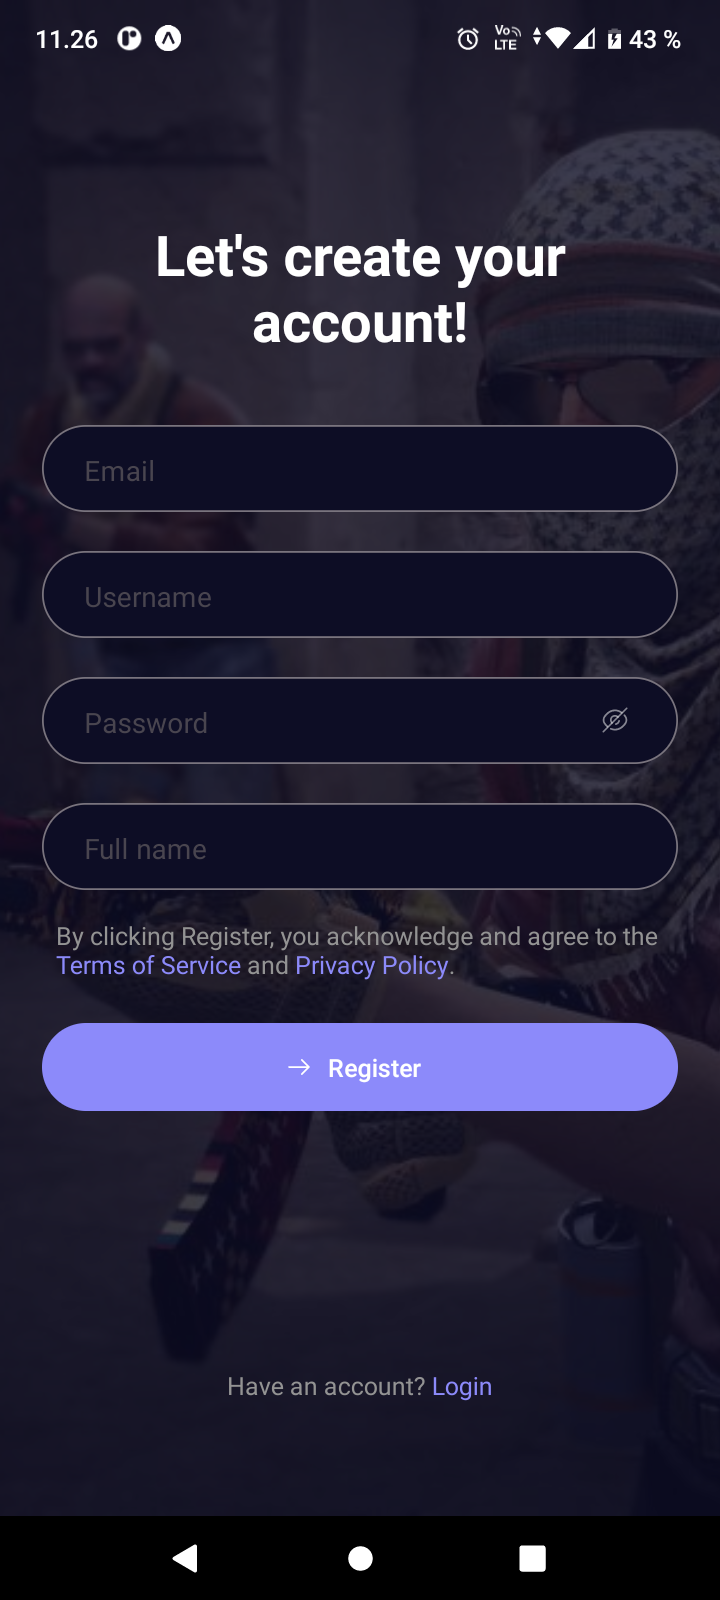 11.26
Vo
LTE
43 %
Let's create your
account!
Email
Username
Password
Full name
By clicking Register, you acknowledge and agree to the
Terms of Service and Privacy Policy.
Register
Have an account? Login